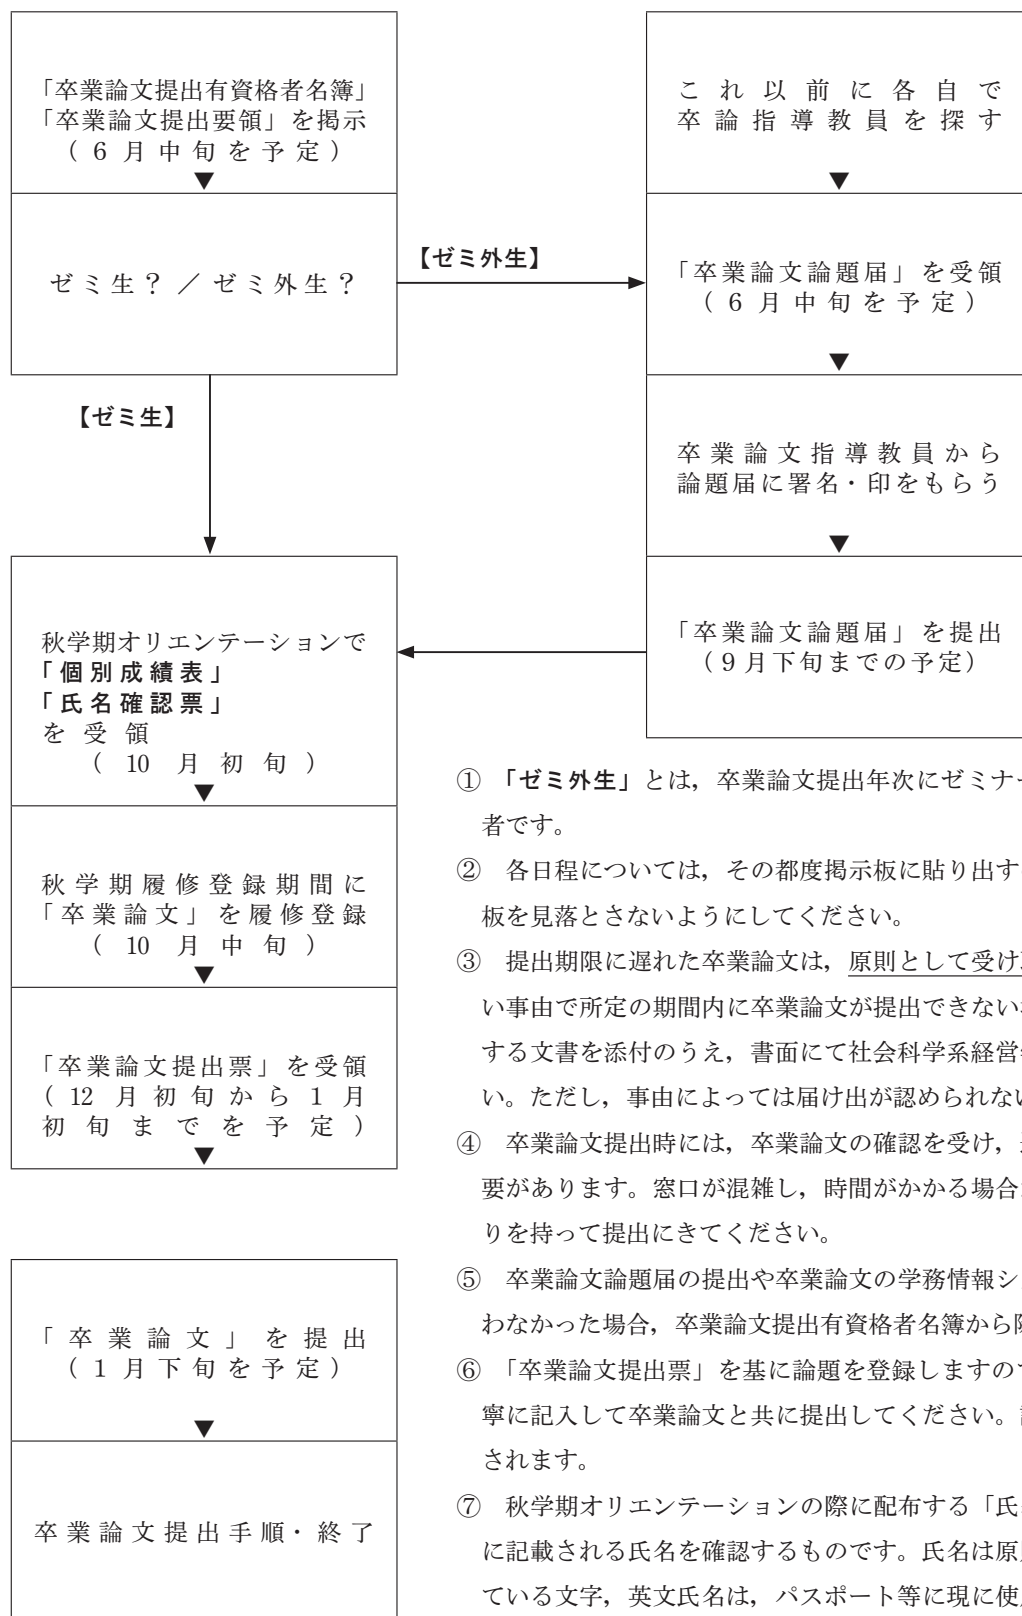 「卒業論文提出有資格者名簿」
「卒業論文提出要領」を掲示
(6月中旬を予定)
▼
ゼミ生?／ゼミ外生?
【ゼミ外生】
【ゼミ生】
これ以前に各自で
卒論指導教員を探す
▼
「卒業論文論題届」を受領
(6月中旬を予定)
▼
卒業論文指導教員から
論題届に署名・印をもらう
▼
「卒業論文論題届」を提出
(9月下旬までの予定)
秋学期オリエンテーションで
「個別成績表」
「氏名確認票」
を受領
(10月初旬)
▼
秋学期履修登録期間に
「卒業論文」を履修登録
(10月中旬)
▼
「卒業論文提出票」を受領
(12月初旬から1月
初旬までを予定)
▼
「卒業論文」を提出
(1月下旬を予定)
▼
卒業論文提出手順・終了
① 「ゼミ外生」とは，卒業論文提出年次にゼミナー
者です。
② 各日程については，その都度掲示板に貼り出す
板を見落とさないようにしてください。
③ 提出期限に遅れた卒業論文は，原則として受け
い事由で所定の期間内に卒業論文が提出できない
する文書を添付のうえ，書面にて社会科学系経営
い。ただし，事由によっては届け出が認められない
④ 卒業論文提出時には，卒業論文の確認を受け，
要があります。窓口が混雑し，時間がかかる場合
りを持って提出にきてください。
⑤ 卒業論文論題届の提出や卒業論文の学務情報シ
わなかった場合，卒業論文提出有資格者名簿から
⑥ 「卒業論文提出票」を基に論題を登録しますので
寧に記入して卒業論文と共に提出してください。
されます。
⑦ 秋学期オリエンテーションの際に配布する「氏
に記載される氏名を確認するものです。氏名は原
ている文字，英文氏名は，パスポート等に現に使